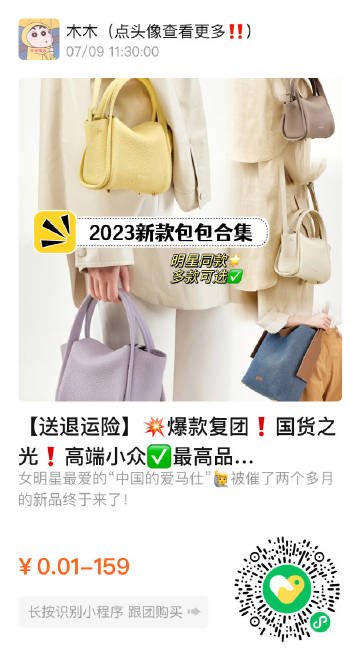 木木（点头像查看更多‼️）
07/09 11:30:00
2023新款包包合集
明星同款⭐
多款可选✅
【送退运险】💥爆款复团❗国货之
光❗高端小众✅最高品...
女明星最爱的“中国的爱马仕”🙋被催了两个多月
的新品终于来了！
¥ 0.01-159
长按识别小程序 跟团购买